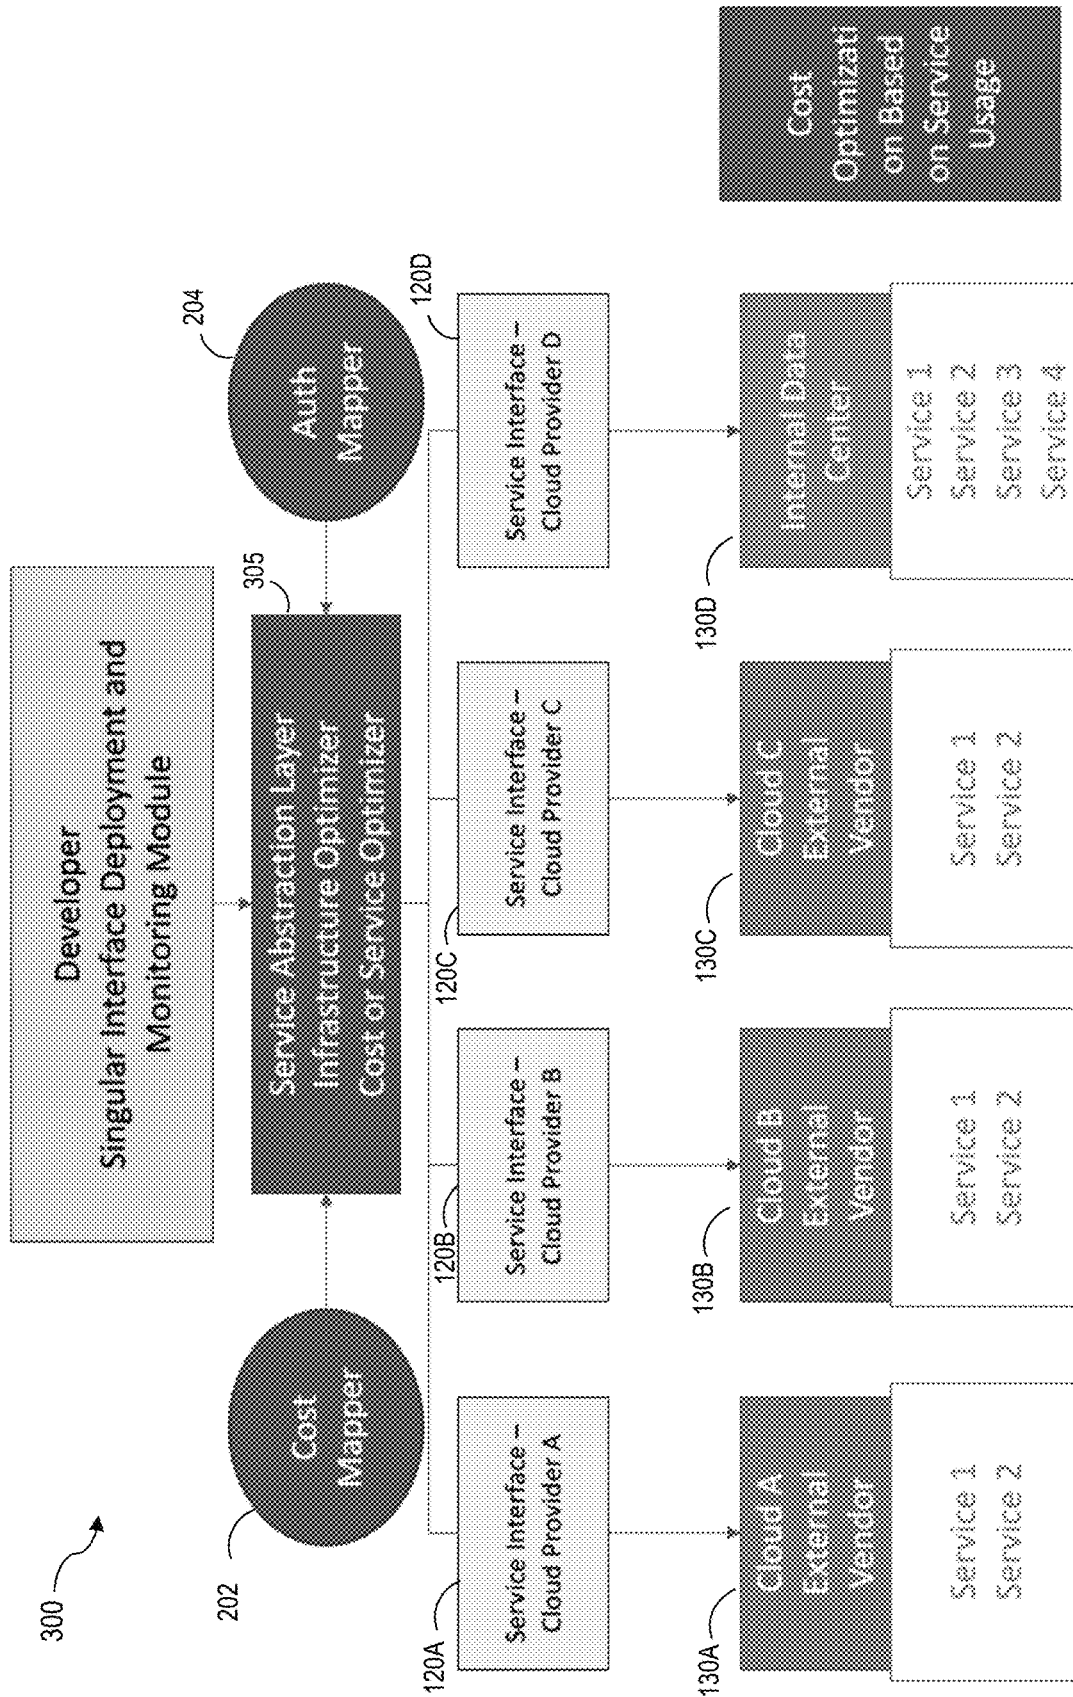 300
Developer
Singular Interface Deployment and
Monitoring Module
202
Cost
Mapper
Service Abstraction Layer
Infrastructure Optimizer
Cost or Service Optimizer
305
Auth
Mapper
204
120A
Service Interface –
Cloud Provider A
120B
Service Interface –
Cloud Provider B
120C
Service Interface –
Cloud Provider C
120D
Service Interface –
Cloud Provider D
130A
Cloud A
External
Vendor
Service 1
Service 2
130B
Cloud B
External
Vendor
Service 1
Service 2
130C
Cloud C
External
Vendor
Service 1
Service 2
130D
Internal Data
Center
Service 1
Service 2
Service 3
Service 4
Cost
Optimizati
on Based
on Service
Usage